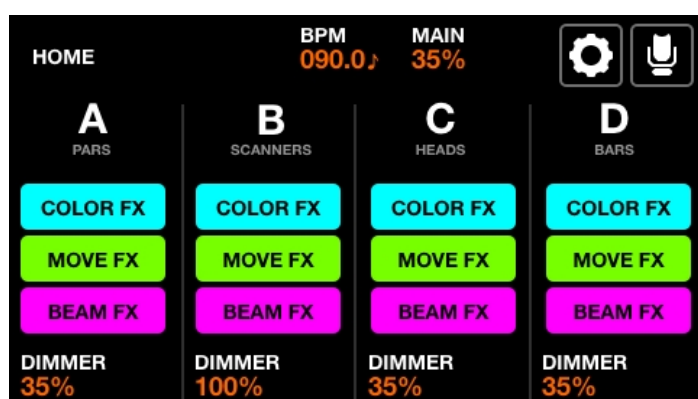 HOME
BPM
090.0♪
MAIN
35%
A
PARS
COLOR FX
MOVE FX
BEAM FX
DIMMER
35%
B
SCANNERS
COLOR FX
MOVE FX
BEAM FX
DIMMER
100%
C
HEADS
COLOR FX
MOVE FX
BEAM FX
DIMMER
35%
D
BARS
COLOR FX
MOVE FX
BEAM FX
DIMMER
35%